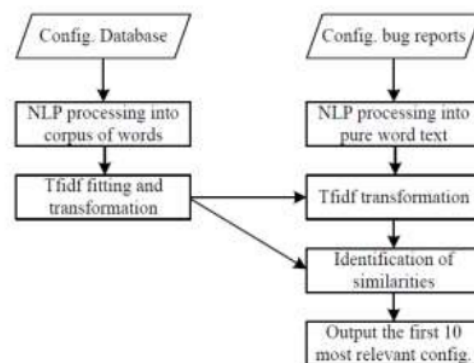 Config. Database
NLP processing into
corpus of words
Tfidf fitting and
transformation
Config. bug reports
NLP processing into
pure word text
Tfidf transformation
Identification of
similarities
Output the first 10
most relevant config.